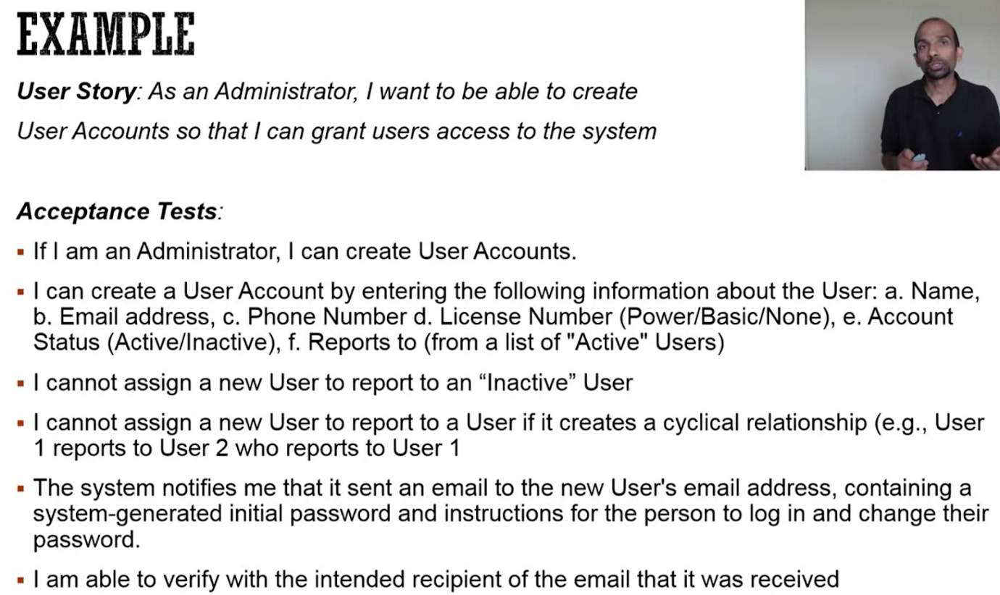 EXAMPLE
User Story: As an Administrator, I want to be able to create
User Accounts so that I can grant users access to the system
Acceptance Tests:
▪ If I am an Administrator, I can create User Accounts.
▪ I can create a User Account by entering the following information about the User: a. Name,
b. Email address, c. Phone Number d. License Number (Power/Basic/None), e. Account
Status (Active/Inactive), f. Reports to (from a list of "Active" Users)
▪ I cannot assign a new User to report to an “Inactive” User
▪ I cannot assign a new User to report to a User if it creates a cyclical relationship (e.g., User
1 reports to User 2 who reports to User 1
▪ The system notifies me that it sent an email to the new User's email address, containing a
system-generated initial password and instructions for the person to log in and change their
password.
▪ I am able to verify with the intended recipient of the email that it was received